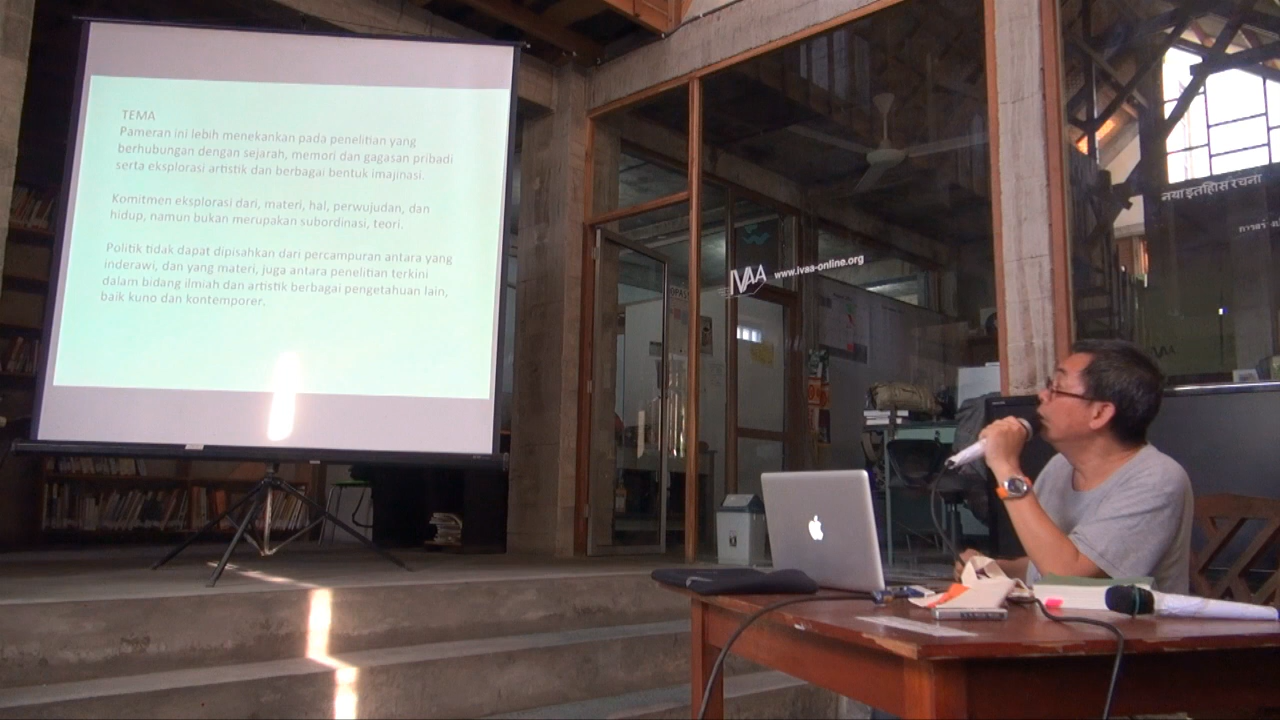 TEMA
Pameran ini lebih menekankan pada penelitian yang
berhubungan dengan sejarah, memori dan gagasan pribadi
serta eksplorasi artistik dan berbagai bentuk imajinasi.
Komitmen eksplorasi dari, materi, hal, perwujudan, dan
hidup, namun bukan merupakan subordinasi, teori.
Politik tidak dapat dipisahkan dari percampuran antara yang
inderawi, dan yang materi, juga antara penelitian terkini
dalam bidang ilmiah dan artistik berbagai pengetahuan lain,
baik kuno dan kontemporer.
IVAA www.ivaa-online.org
नया इतिहास रचना